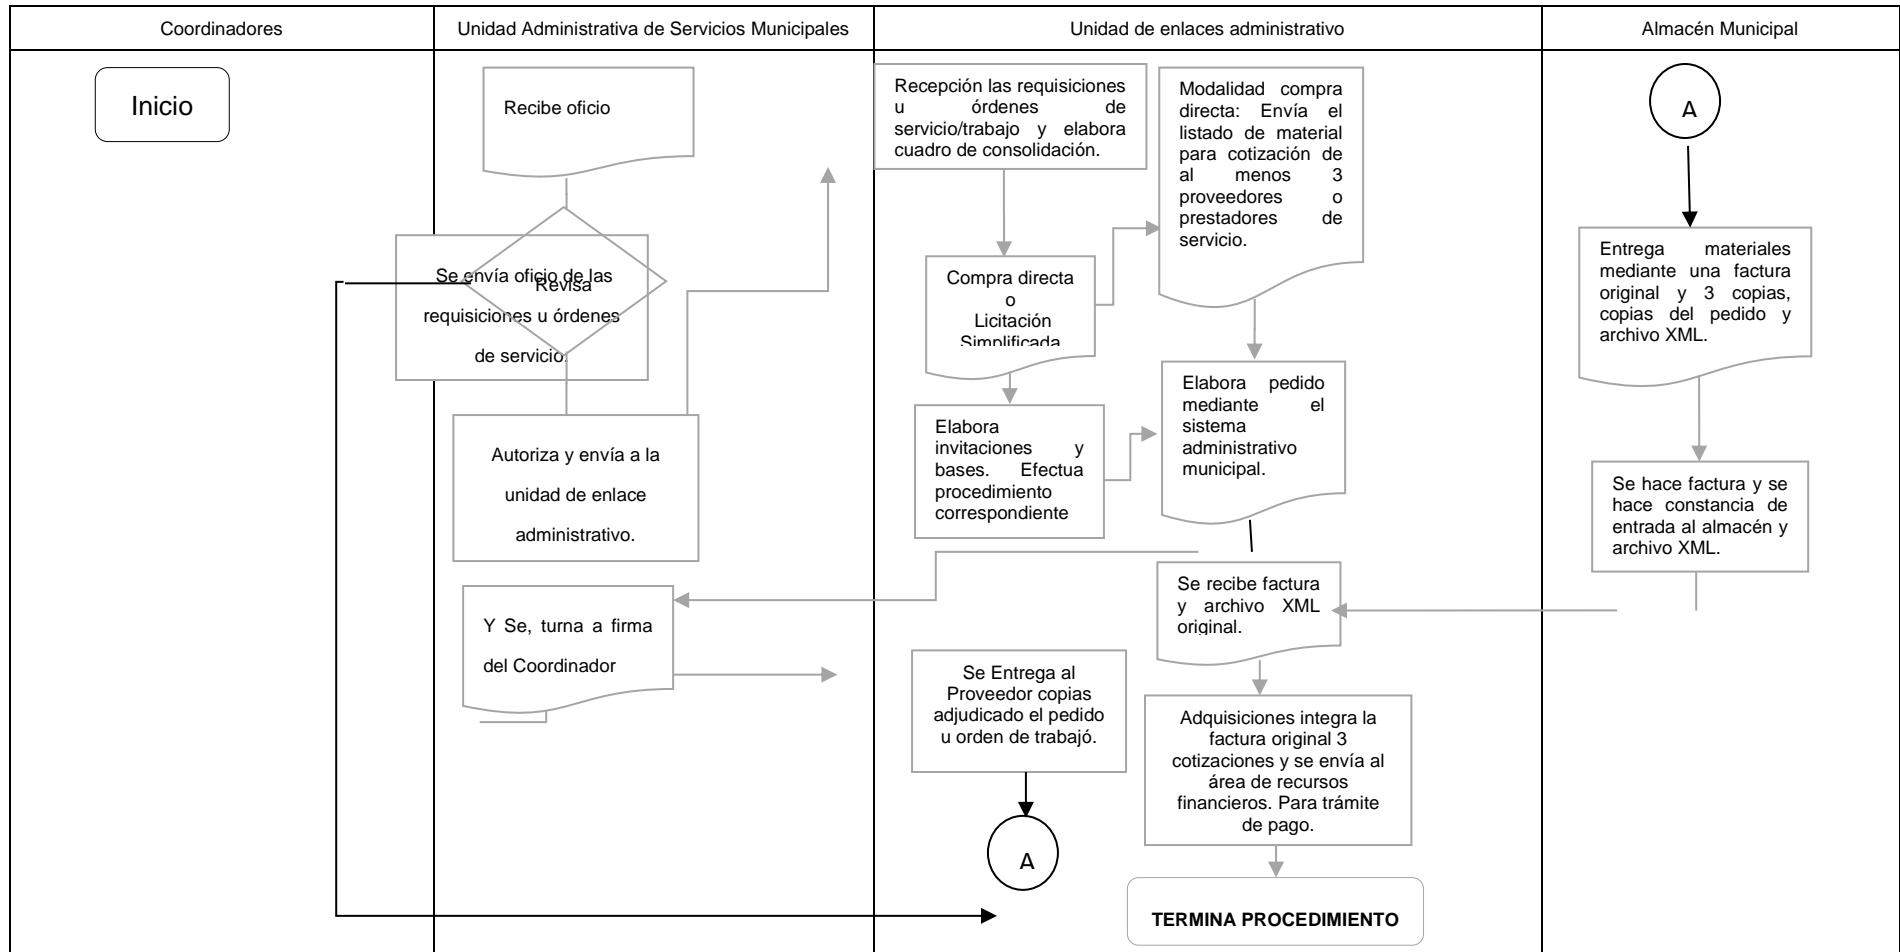 Coordinadores
Unidad Administrativa de Servicios Municipales
Unidad de enlaces administrativo
Almacén Municipal
Inicio
Recibe oficio
Se envía oficio de las
requisiciones u órdenes
de servicio.
Revisa
Autoriza y envía a la
unidad de enlace
administrativo.
Y Se, turna a firma
del Coordinador
Recepción las requisiciones
u órdenes de
servicio/trabajo y elabora
cuadro de consolidación.
Compra directa
o
Licitación
Simplificada
Elabora
invitaciones y
bases. Efectua
procedimiento
correspondiente
Modalidad compra
directa: Envía el
listado de material
para cotización de
al menos 3
proveedores o
prestadores de
servicio.
Elabora pedido
mediante el
sistema
administrativo
municipal.
Se recibe factura
y archivo XML
original.
Se Entrega al
Proveedor copias
adjudicado el pedido
u orden de trabajó.
A
Adquisiciones integra la
factura original 3
cotizaciones y se envía al
área de recursos
financieros. Para trámite
de pago.
TERMINA PROCEDIMIENTO
A
Entrega materiales
mediante una factura
original y 3 copias,
copias del pedido y
archivo XML.
Se hace factura y se
hace constancia de
entrada al almacén y
archivo XML.